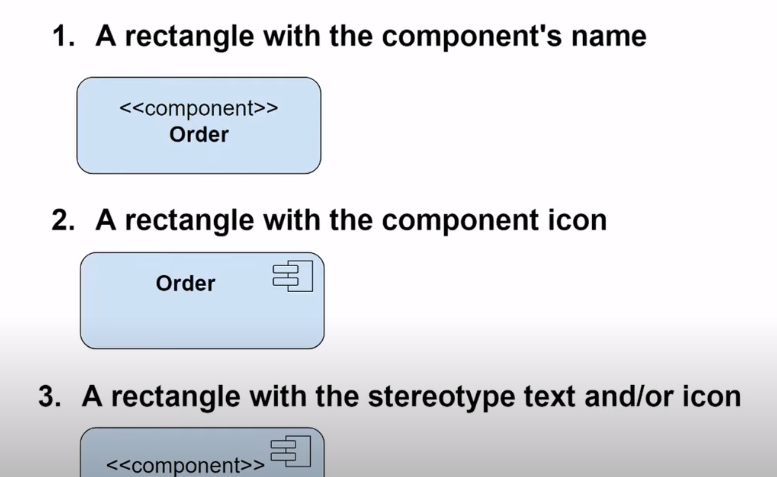 1. A rectangle with the component's name
<<component>>
Order
2. A rectangle with the component icon
Order
3. A rectangle with the stereotype text and/or icon
<<component>>